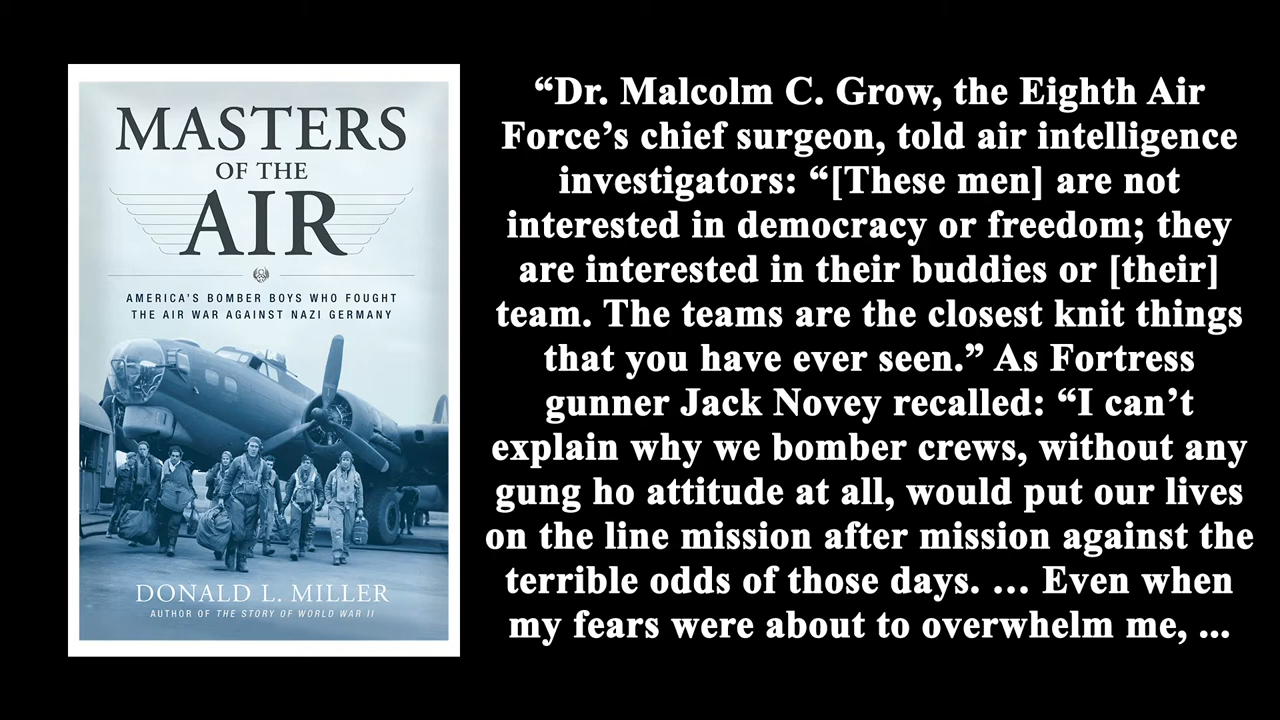 MASTERS
OF THE
AIR
AMERICA'S BOMBER BOYS WHO FOUGHT
THE AIR WAR AGAINST NAZI GERMANY
DONALD L. MILLER
AUTHOR OF THE STORY OF WORLD WAR II
“Dr. Malcolm C. Grow, the Eighth Air
Force’s chief surgeon, told air intelligence
investigators: “[These men] are not
interested in democracy or freedom; they
are interested in their buddies or [their]
team. The teams are the closest knit things
that you have ever seen.” As Fortress
gunner Jack Novey recalled: “I can’t
explain why we bomber crews, without any
gung ho attitude at all, would put our lives
on the line mission after mission against the
terrible odds of those days. … Even when
my fears were about to overwhelm me, ...